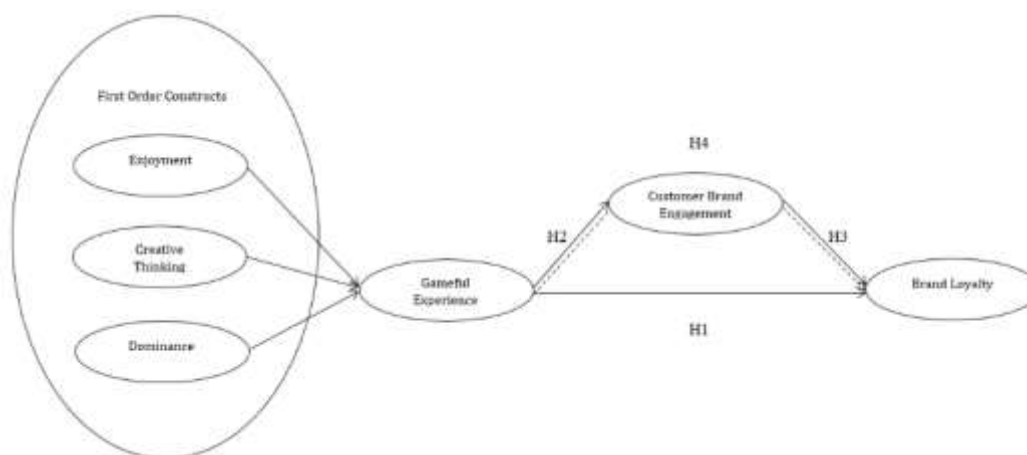 First Order Constructs
Enjoyment
Creative
Thinking
Dominance
Gameful
Experience
H2
H4
Customer Brand
Engagement
H3
H1
Brand Loyalty